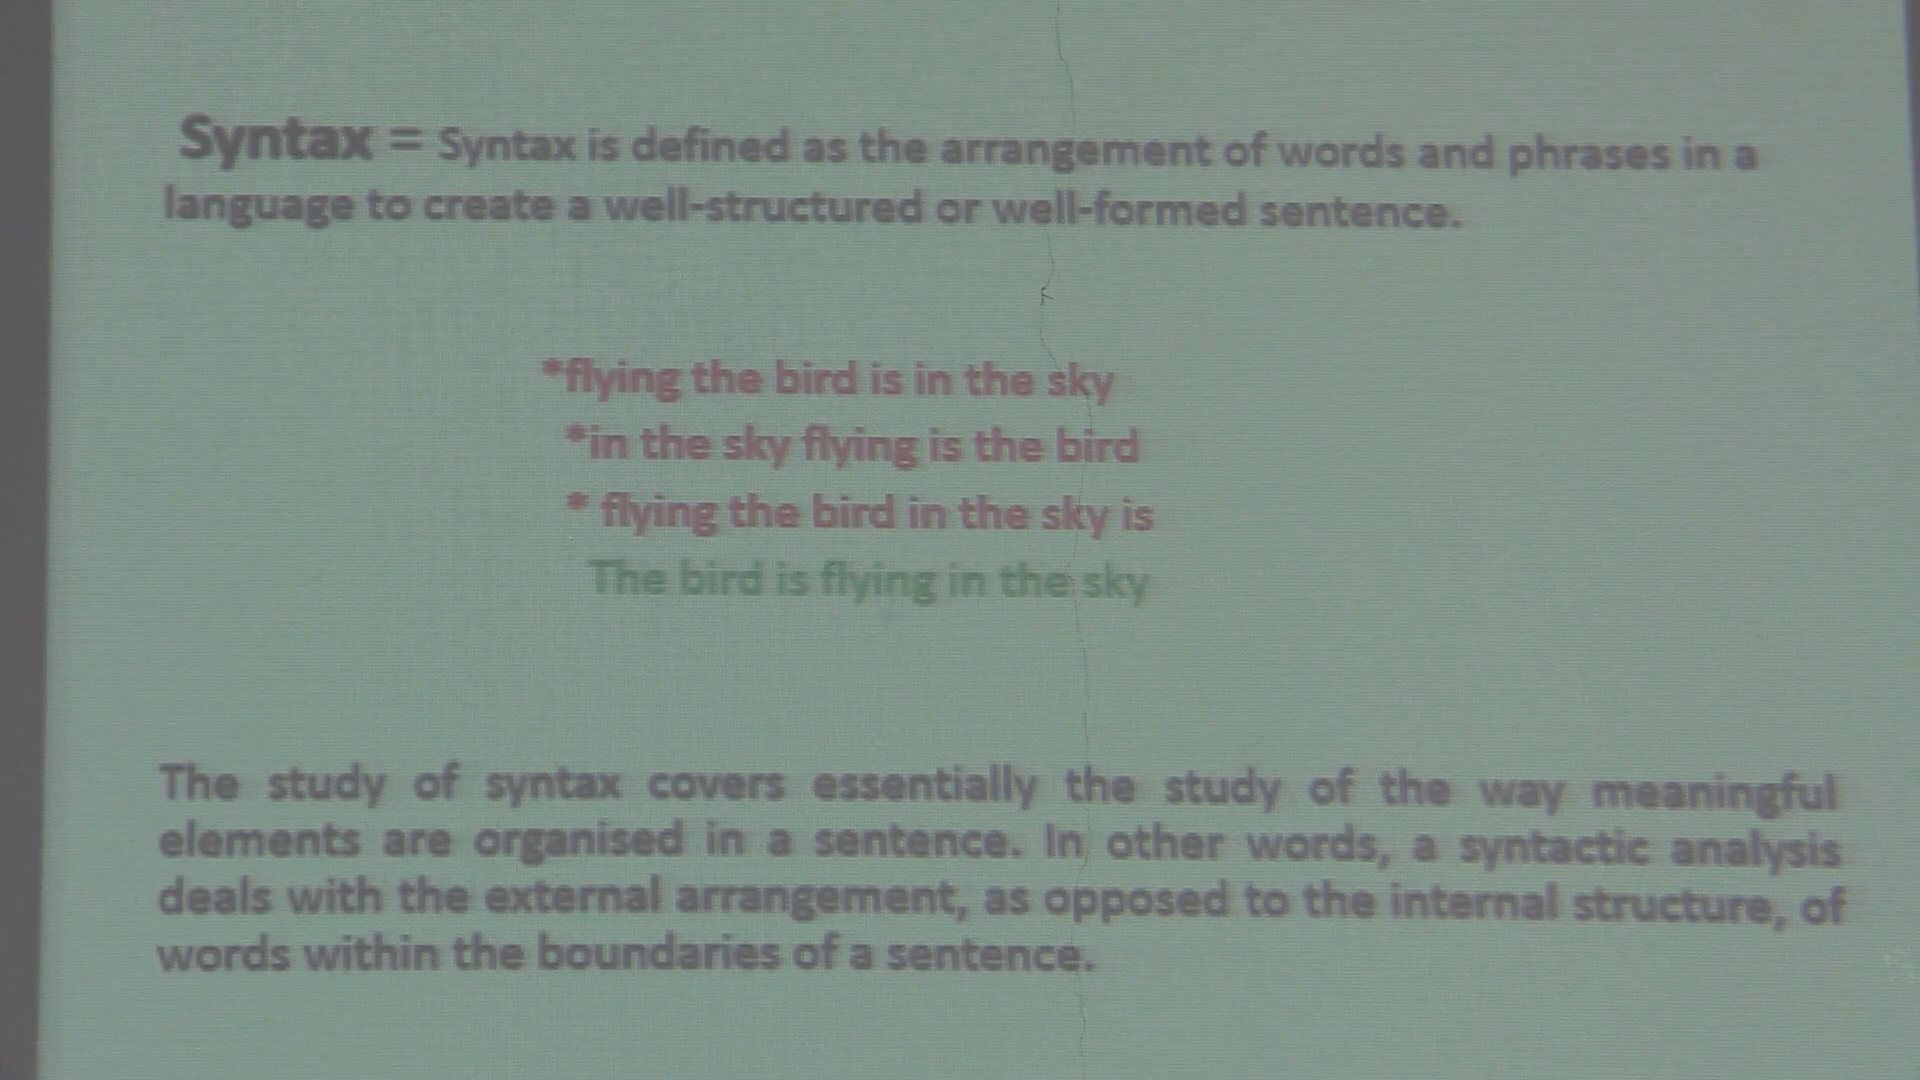 Syntax = Syntax is defined as the arrangement of words and phrases in a
language to create a well-structured or well-formed sentence.
*flying the bird is in the sky
*in the sky flying is the bird
* flying the bird in the sky is
The bird is flying in the sky
The study of syntax covers essentially the study of the way meaningful
elements are organised in a sentence. In other words, a syntactic analysis
deals with the external arrangement, as opposed to the internal structure, of
words within the boundaries of a sentence.